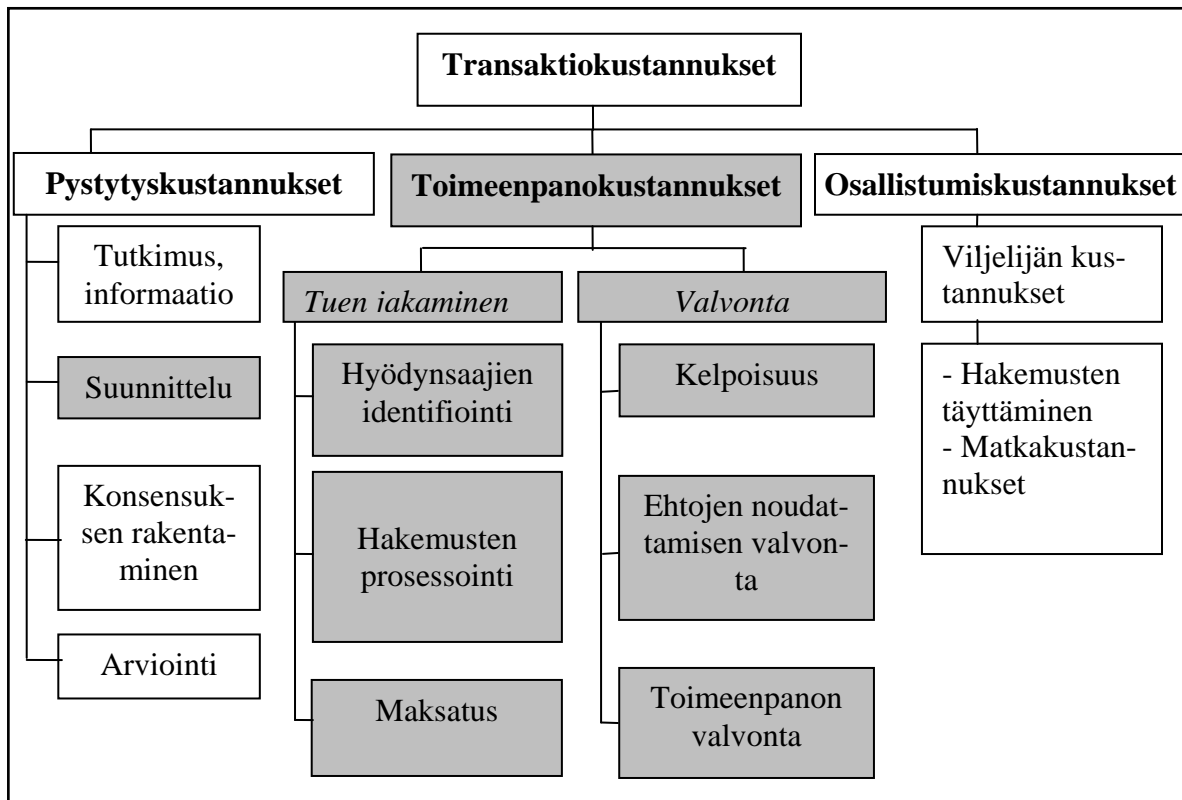 Transaktiokustannukset
Pystytyskustannukset
Toimeenpanokustannukset
Osallistumiskustannukset
Tutkimus,
informaatio
Suunnittelu
Konsensuk-
sen rakenta-
minen
Arviointi
Tuen jakaminen
Hyödynsaajien
identifiointi
Hakemusten
prosessointi
Maksatus
Valvonta
Kelpoisuus
Ehtojen noudat-
tamisen valvon-
ta
Toimeenpanon
valvonta
Viljelijän kus-
tannukset
- Hakemusten
täyttäminen
- Matkakustan-
nukset